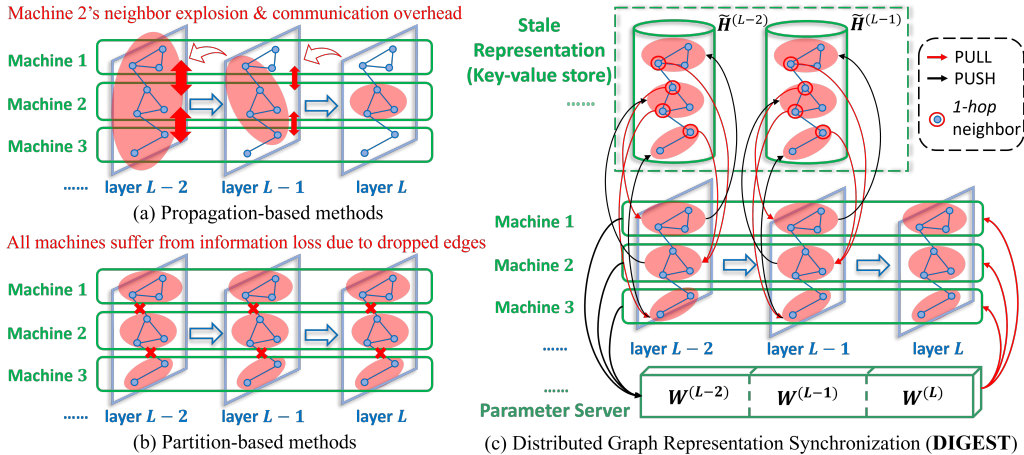 Machine 2's neighbor explosion & communication overhead
Machine 1
Machine 2
Machine 3
...... layer L − 2 layer L − 1 layer L
(a) Propagation-based methods
All machines suffer from information loss due to dropped edges
Machine 1
Machine 2
Machine 3
...... layer L − 2 layer L − 1 layer L
(b) Partition-based methods
Stale
Representation
(Key-value store)
......
H̃^(L−2) H̃^(L−1)
PULL
PUSH
1-hop
neighbor
Machine 1
Machine 2
Machine 3
...... layer L − 2 layer L − 1 layer L
......
Parameter Server
W^(L−2) W^(L−1) W^(L)
(c) Distributed Graph Representation Synchronization (DIGEST)